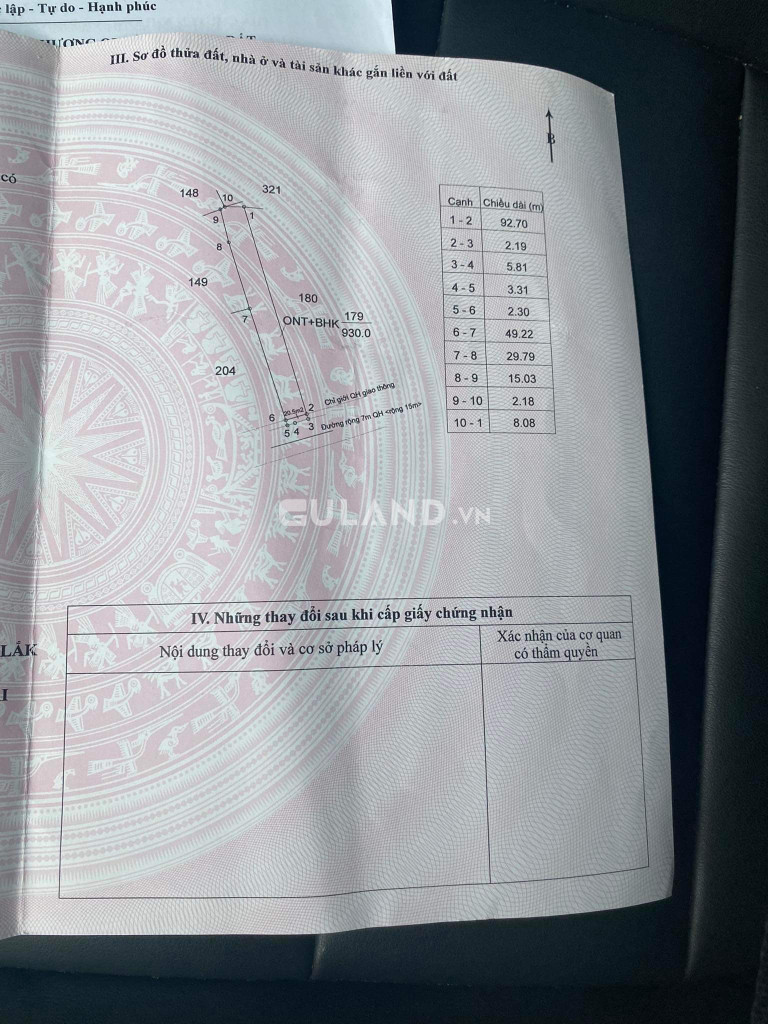 lập - Tự do - Hạnh phúc
III. Sơ đồ thửa đất, nhà ở và tài sản khác gắn liền với đất
có
B
148
10
321
9
1
8
149
7
180
ONT+BHK 179
930.0
204
Chỉ giới QH giao thông
6
20.5m2
2
5 4
3
Đường rộng 7m QH <rộng 15m>
Cạnh Chiều dài (m)
1 - 2 92.70
2 - 3 2.19
3 - 4 5.81
4 - 5 3.31
5 - 6 2.30
6 - 7 49.22
7 - 8 29.79
8 - 9 15.03
9 - 10 2.18
10 - 1 8.08
GULAND.VN
IV. Những thay đổi sau khi cấp giấy chứng nhận
Nội dung thay đổi và cơ sở pháp lý
Xác nhận của cơ quan
có thẩm quyền
LẮK
I